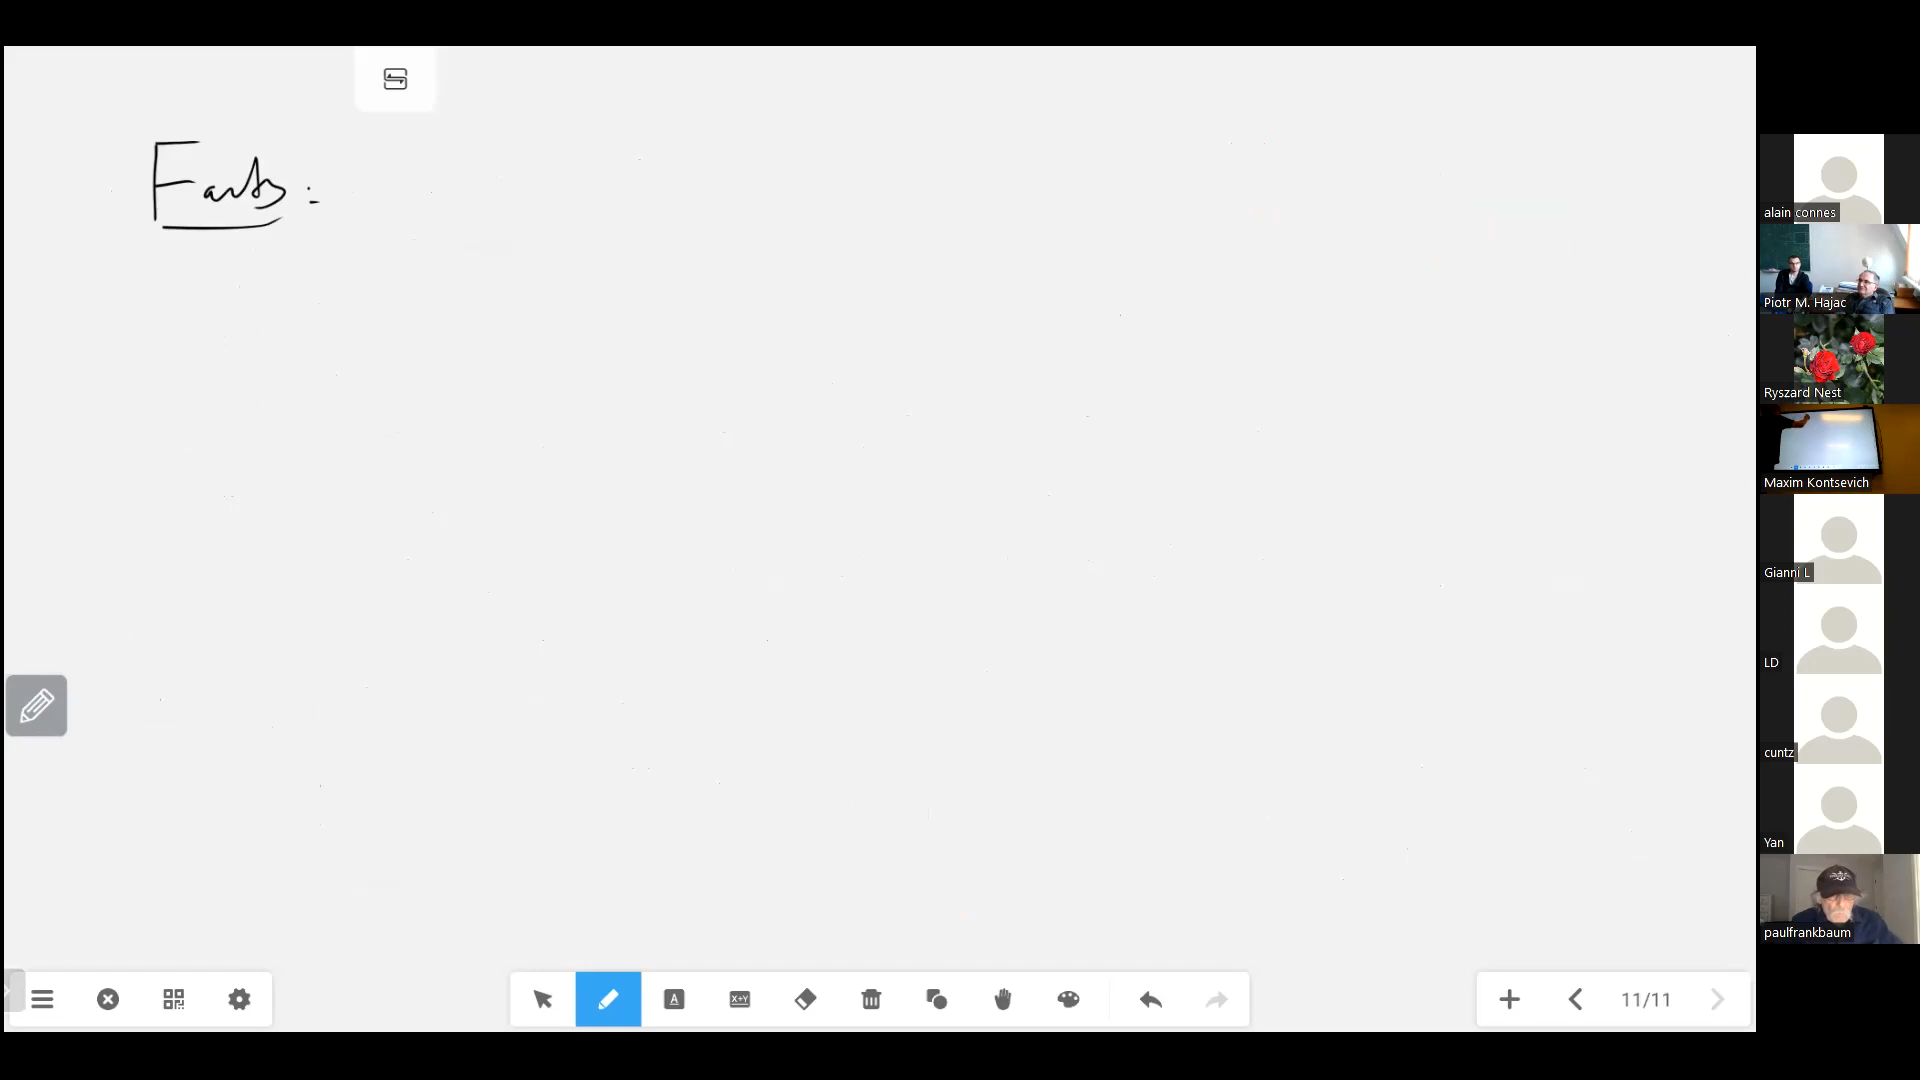 Facts:
alain connes
Piotr M. Hajac
Ryszard Nest
Maxim Kontsevich
Gianni L
LD
cuntz
Yan
paulfrankbaum
A
X+Y
11/11